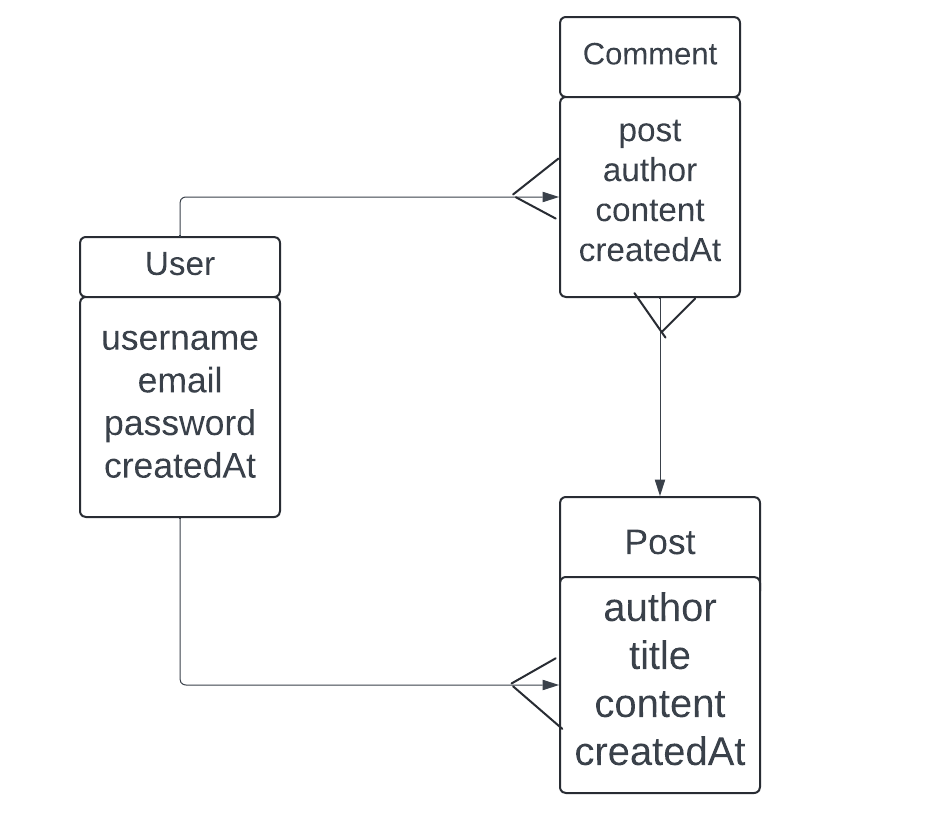 Comment
post
author
content
createdAt
User
username
email
password
createdAt
Post
author
title
content
createdAt